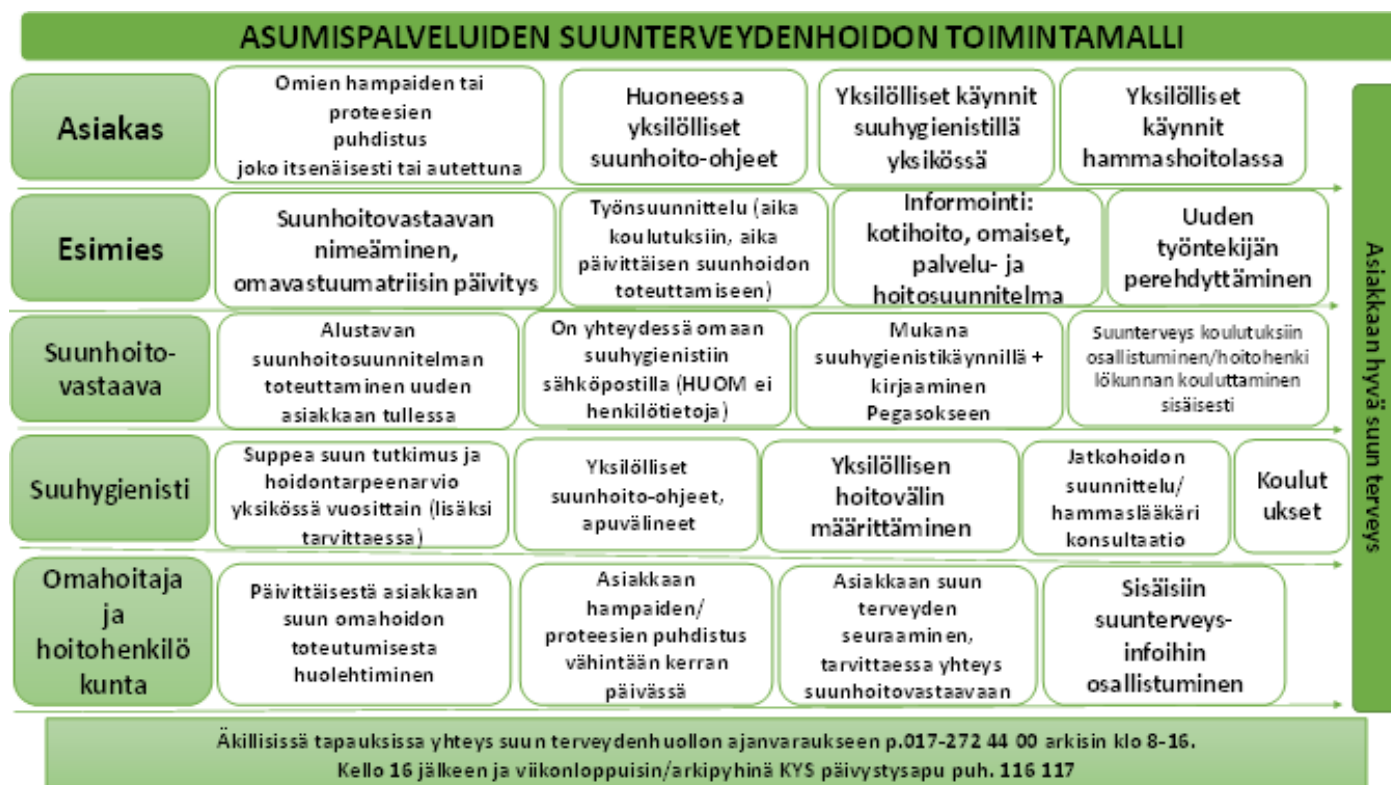 ASUMISPALVELUIDEN SUUNTERVEYDENHOIDON TOIMINTAMALLI
Asiakas
Omien hampaiden tai
proteesien
puhdistus
joko itsenäisesti tai autettuna
Huoneessa
yksilölliset
suunhoito-ohjeet
Yksilölliset käynnit
suuhygienistillä
yksikössä
Yksilölliset
käynnit
hammashoitolassa
Esimies
Suunhoitovastaavan
nimeäminen,
omavastuumatriisin päivitys
Työnsuunnittelu (aika
koulutuksiin, aika
päivittäisen suunhoidon
toteuttamiseen)
Informointi:
kotihoito, omaiset,
palvelu- ja
hoitosuunnitelma
Uuden
työntekijän
perehdyttäminen
Suunhoito-
vastaava
Alustavan
suunhoitosuunnitelman
toteuttaminen uuden
asiakkaan tullessa
On yhteydessä omaan
suuhygienistiin
sähköpostilla (HUOM ei
henkilötietoja)
Mukana
suuhygienistikäynnillä +
kirjaaminen
Pegasokseen
Suunterveys koulutuksiin
osallistuminen/hoitohenki
lökunnan kouluttaminen
sisäisesti
Suuhygienisti
Suppea suun tutkimus ja
hoidontarpeenarvio
yksikössä vuosittain (lisäksi
tarvittaessa)
Yksilölliset
suunhoito-ohjeet,
apuvälineet
Yksilöllisen
hoitovälin
määrittäminen
Jatkohoidon
suunnittelu/
hammaslääkäri
konsultaatio
Koulut
ukset
Omahoitaja
ja
hoitohenkilö
kunta
Päivittäisestä asiakkaan
suun omahoidon
toteutumisesta
huolehtiminen
Asiakkaan
hampaiden/
proteesien puhdistus
vähintään kerran
päivässä
Asiakkaan suun
terveyden
seuraaminen,
tarvittaessa yhteys
suunhoitovastaavaan
Sisäisiin
suunterveys-
infoihin
osallistuminen
Asiakkaan hyvä suun terveys
Äkillisissä tapauksissa yhteys suun terveydenhuollon ajanvaraukseen p.017-272 44 00 arkisin klo 8-16.
Kello 16 jälkeen ja viikonloppuisin/arkipyhinä KYS päivystysapu puh. 116 117